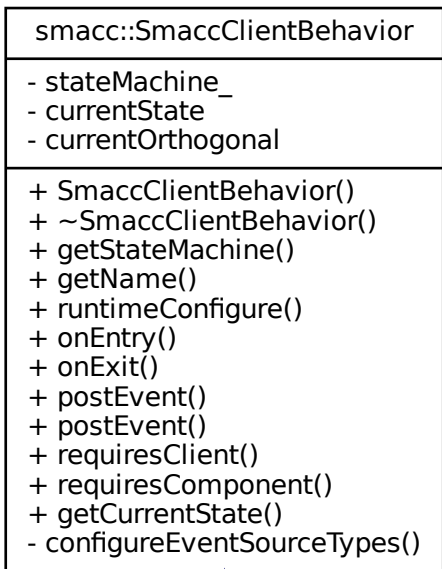 smacc::SmaccClientBehavior
- stateMachine_
- currentState
- currentOrthogonal
+ SmaccClientBehavior()
+ ~SmaccClientBehavior()
+ getStateMachine()
+ getName()
+ runtimeConfigure()
+ onEntry()
+ onExit()
+ postEvent()
+ postEvent()
+ requiresClient()
+ requiresComponent()
+ getCurrentState()
- configureEventSourceTypes()